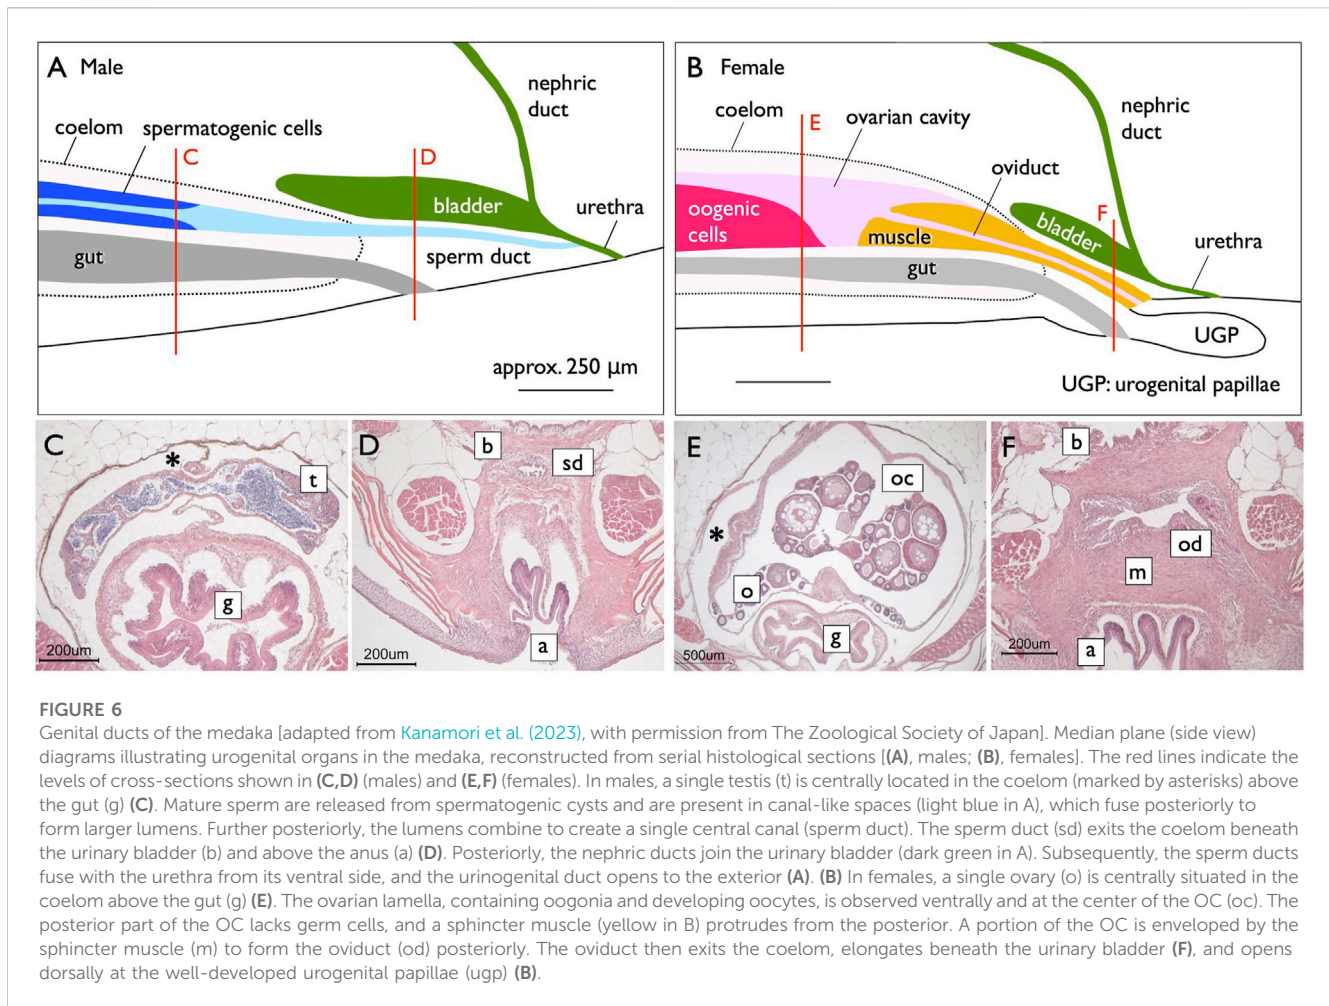 A Male
nephric
duct
coelom
spermatogenic cells
C
D
bladder
urethra
gut
sperm duct
approx. 250 µm
B Female
nephric
duct
coelom
E
ovarian cavity
oviduct
F
oogenic
cells
bladder
muscle
urethra
gut
UGP
UGP: urogenital papillae
C
*
t
g
200um
D
b
sd
a
200um
E
oc
*
o
g
500um
F
b
od
m
a
200um
FIGURE 6
Genital ducts of the medaka [adapted from Kanamori et al. (2023), with permission from The Zoological Society of Japan]. Median plane (side view)
diagrams illustrating urogenital organs in the medaka, reconstructed from serial histological sections [(A), males; (B), females]. The red lines indicate the
levels of cross-sections shown in (C,D) (males) and (E,F) (females). In males, a single testis (t) is centrally located in the coelom (marked by asterisks) above
the gut (g) (C). Mature sperm are released from spermatogenic cysts and are present in canal-like spaces (light blue in A), which fuse posteriorly to
form larger lumens. Further posteriorly, the lumens combine to create a single central canal (sperm duct). The sperm duct (sd) exits the coelom beneath
the urinary bladder (b) and above the anus (a) (D). Posteriorly, the nephric ducts join the urinary bladder (dark green in A). Subsequently, the sperm ducts
fuse with the urethra from its ventral side, and the urinogenital duct opens to the exterior (A). (B) In females, a single ovary (o) is centrally situated in the
coelom above the gut (g) (E). The ovarian lamella, containing oogonia and developing oocytes, is observed ventrally and at the center of the OC (oc). The
posterior part of the OC lacks germ cells, and a sphincter muscle (yellow in B) protrudes from the posterior. A portion of the OC is enveloped by the
sphincter muscle (m) to form the oviduct (od) posteriorly. The oviduct then exits the coelom, elongates beneath the urinary bladder (F), and opens
dorsally at the well-developed urogenital papillae (ugp) (B).